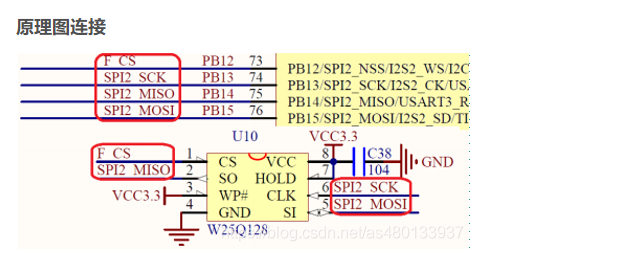 原理图连接
F_CS PB12 73 PB12/SPI2_NSS/I2S2_WS/I2C
SPI2_SCK PB13 74 PB13/SPI2_SCK/I2S2_CK/US
SPI2_MISO PB14 75 PB14/SPI2_MISO/USART3_R
SPI2_MOSI PB15 76 PB15/SPI2_MOSI/I2S2_SD/TI
U10 VCC3.3
F_CS 1 CS VCC 8 C38 GND
SPI2_MISO 2 SO HOLD 7 104
VCC3.3 3 WP# CLK 6 SPI2_SCK
4 GND SI 5 SPI2_MOSI
W25Q128
blog.csdn.net/as480133937